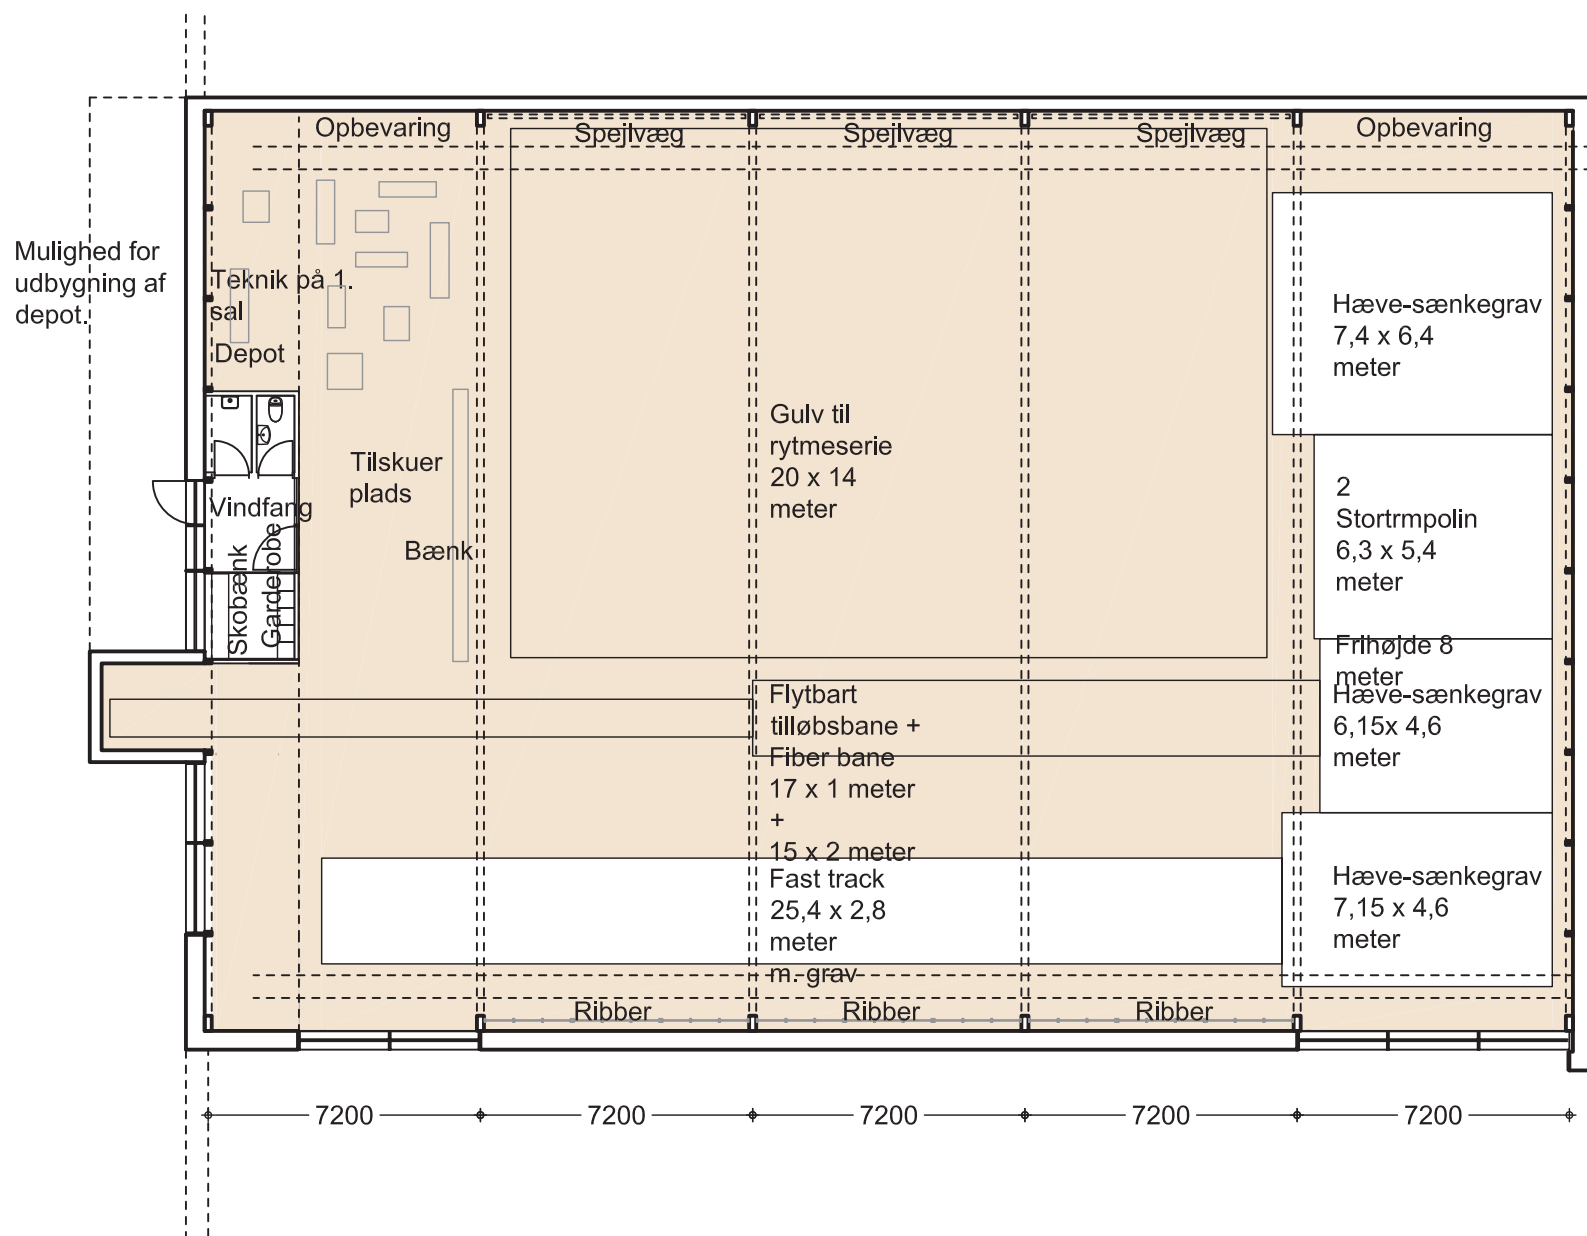 Opbevaring
Spejlvæg
Spejlvæg
Spejlvæg
Opbevaring
Mulighed for
udbygning af
depot.
Teknik på 1.
sal
Depot
Hæve-sænkegrav
7,4 x 6,4
meter
Gulv til
rytmeserie
20 x 14
meter
Tilskuer
plads
Vindfang
Bænk
Skobænk
Garderobe
2
Stortrmpolin
6,3 x 5,4
meter
Frihøjde 8
meter
Hæve-sænkegrav
6,15x 4,6
meter
Flytbart
tilløbsbane +
Fiber bane
17 x 1 meter
+
15 x 2 meter
Fast track
25,4 x 2,8
meter
m. grav
Hæve-sænkegrav
7,15 x 4,6
meter
Ribber
Ribber
Ribber
7200
7200
7200
7200
7200